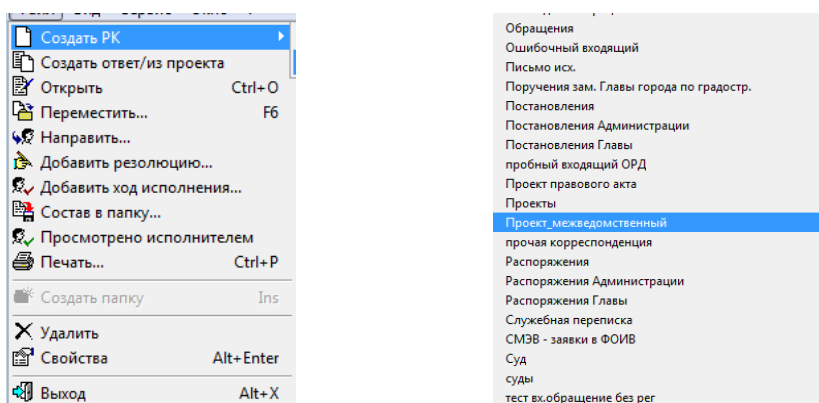 Создать РК
Создать ответ/из проекта
Открыть Ctrl+O
Переместить... F6
Направить...
Добавить резолюцию...
Добавить ход исполнения...
Состав в папку...
Просмотрено исполнителем
Печать... Ctrl+P
Создать папку Ins
Удалить
Свойства Alt+Enter
Выход Alt+X
Обращения
Ошибочный входящий
Письмо исх.
Поручения зам. Главы города по градостр.
Постановления
Постановления Администрации
Постановления Главы
пробный входящий ОРД
Проект правового акта
Проекты
Проект_межведомственный
прочая корреспонденция
Распоряжения
Распоряжения Администрации
Распоряжения Главы
Служебная переписка
СМЭВ - заявки в ФОИВ
Суд
суды
тест вх.обращение без рег